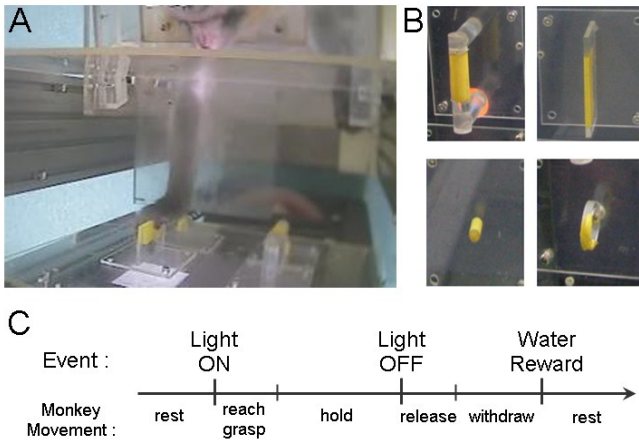 A
B
C
Light Light Water
Event : ON OFF Reward
Monkey reach
Movement : rest grasp hold release withdraw rest